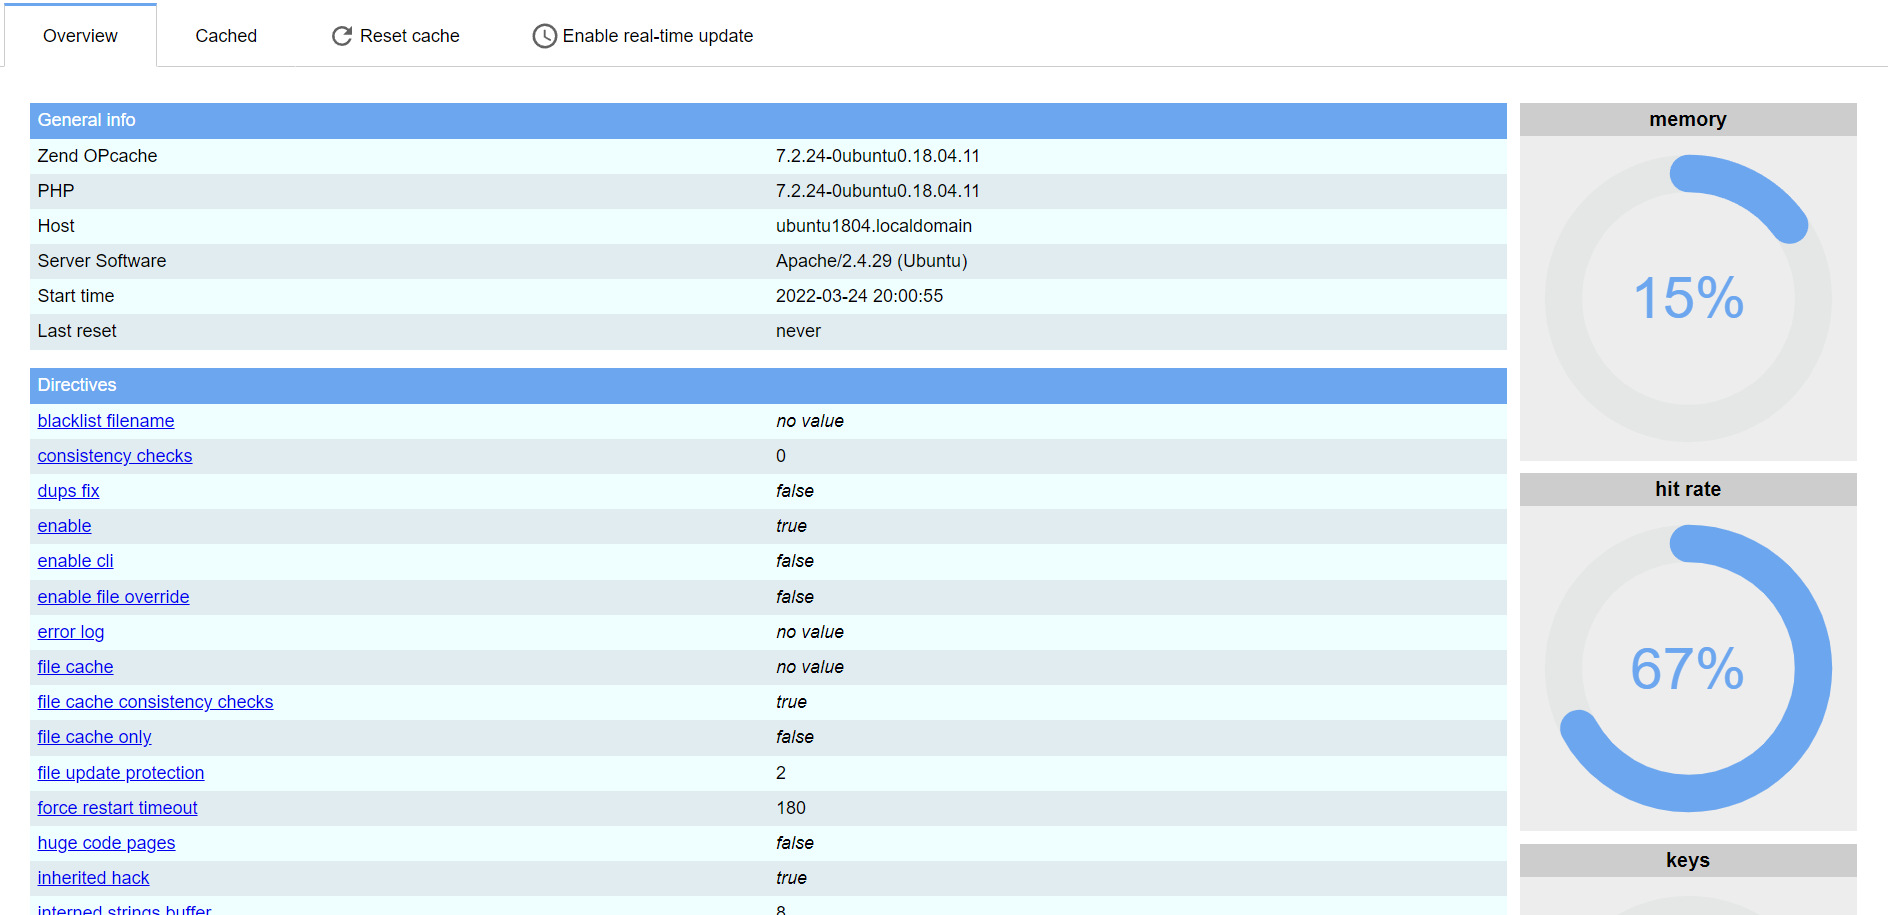 Overview Cached Reset cache Enable real-time update
General info
Zend OPcache 7.2.24-0ubuntu0.18.04.11
PHP 7.2.24-0ubuntu0.18.04.11
Host ubuntu1804.localdomain
Server Software Apache/2.4.29 (Ubuntu)
Start time 2022-03-24 20:00:55
Last reset never
Directives
blacklist filename no value
consistency checks 0
dups fix false
enable true
enable cli false
enable file override false
error log no value
file cache no value
file cache consistency checks true
file cache only false
file update protection 2
force restart timeout 180
huge code pages false
inherited hack true
interned strings buffer 8
memory
15%
hit rate
67%
keys